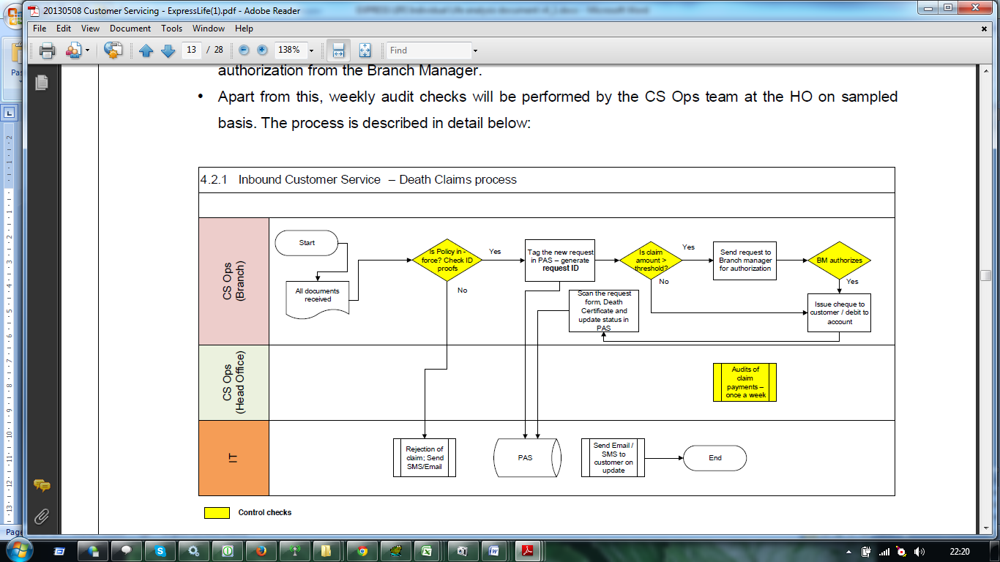 20130508 Customer Servicing - ExpressLife(1).pdf - Adobe Reader
File Edit View Document Tools Window Help
13 / 28
138%
Find
Pas
authorization from the Branch Manager.
• Apart from this, weekly audit checks will be performed by the CS Ops team at the HO on sampled
basis. The process is described in detail below:
4.2.1 Inbound Customer Service – Death Claims process
CS Ops
(Branch)
Start
All documents
received
Is Policy in -
force? Check ID
proofs
Yes
No
Tag the new request
in PAS – generate
request ID
Is claim
amount >
threshold?
Yes
No
Send request to
Branch manager
for authorization
BM authorizes
Yes
Issue cheque to
customer / debit to
account
Scan the request
form, Death
Certificate and
update status in
PAS
CS Ops
(Head Office)
Audits of
claim
payments –
once a week
IT
Rejection of
claim; Send
SMS/Email
PAS
Send Email /
SMS to
customer on
update
End
Control checks
Page
22:20